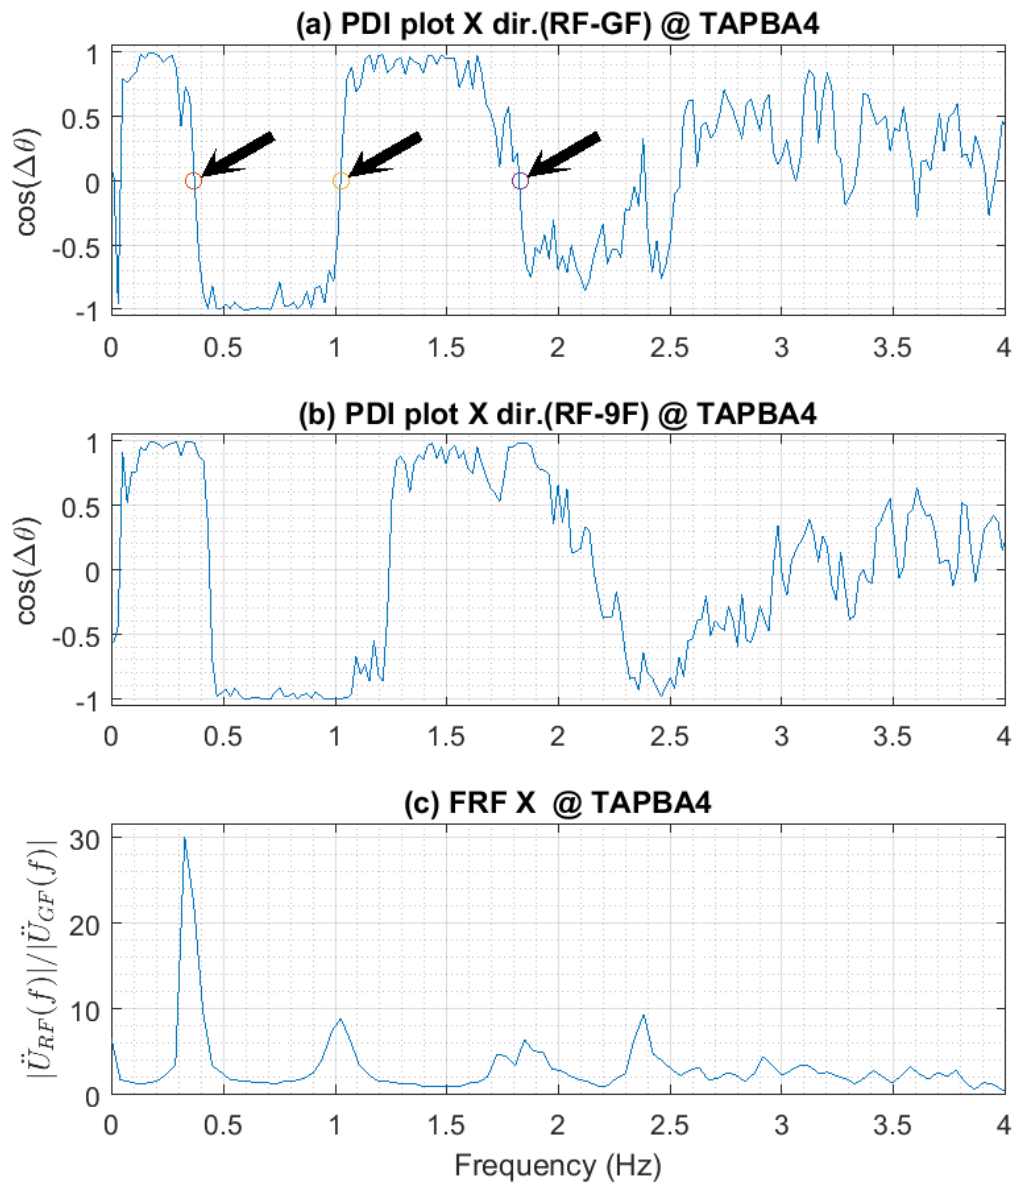 (a) PDI plot X dir.(RF-GF) @ TAPBA4
1
0.5
0
-0.5
-1
cos(Δθ)
0 0.5 1 1.5 2 2.5 3 3.5 4
(b) PDI plot X dir.(RF-9F) @ TAPBA4
1
0.5
0
-0.5
-1
cos(Δθ)
0 0.5 1 1.5 2 2.5 3 3.5 4
(c) FRF X @ TAPBA4
30
20
10
0
|Ü_{RF}(f)|/|Ü_{GF}(f)|
0 0.5 1 1.5 2 2.5 3 3.5 4
Frequency (Hz)